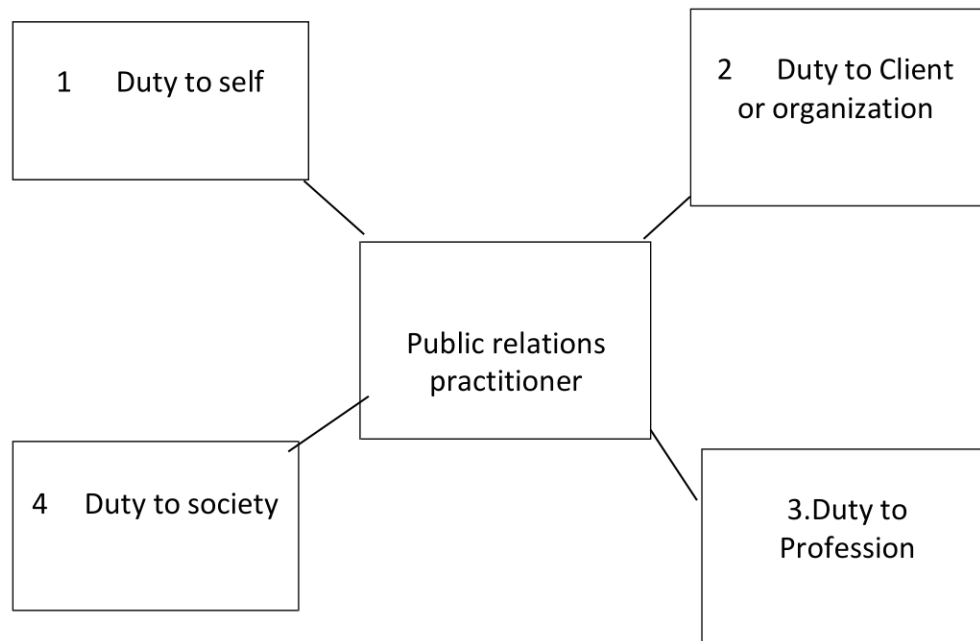 1 Duty to self
2 Duty to Client
or organization
Public relations
practitioner
4 Duty to society
3.Duty to
Profession